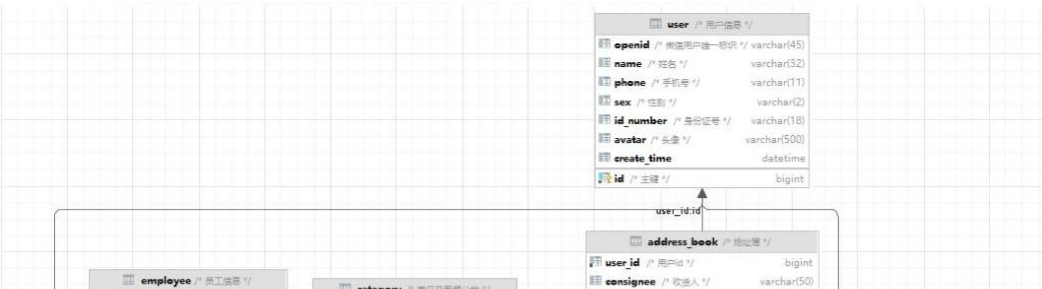 user /* 用户信息 */
openid /* 微信用户唯一标识 */ varchar(45)
name /* 姓名 */ varchar(32)
phone /* 手机号 */ varchar(11)
sex /* 性别 */ varchar(2)
id_number /* 身份证号 */ varchar(18)
avatar /* 头像 */ varchar(500)
create_time datetime
id /* 主键 */ bigint
user_id:id
address_book /* 地址簿 */
user_id /* 用户id */ bigint
consignee /* 收货人 */ varchar(50)
employee /* 员工信息 */
category